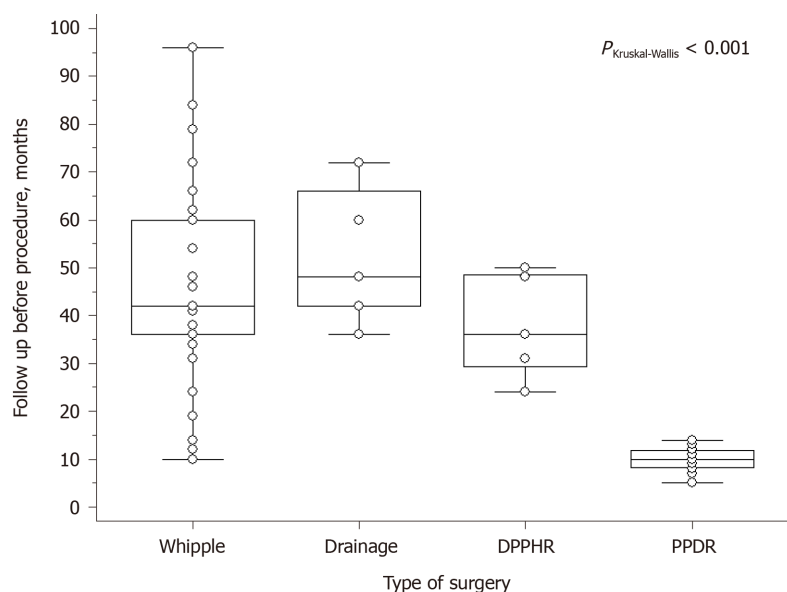 100
90
80
70
60
50
40
30
20
10
0
Follow up before procedure, months
P Kruskal-Wallis < 0.001
Whipple Drainage DPPHR PPDR
Type of surgery